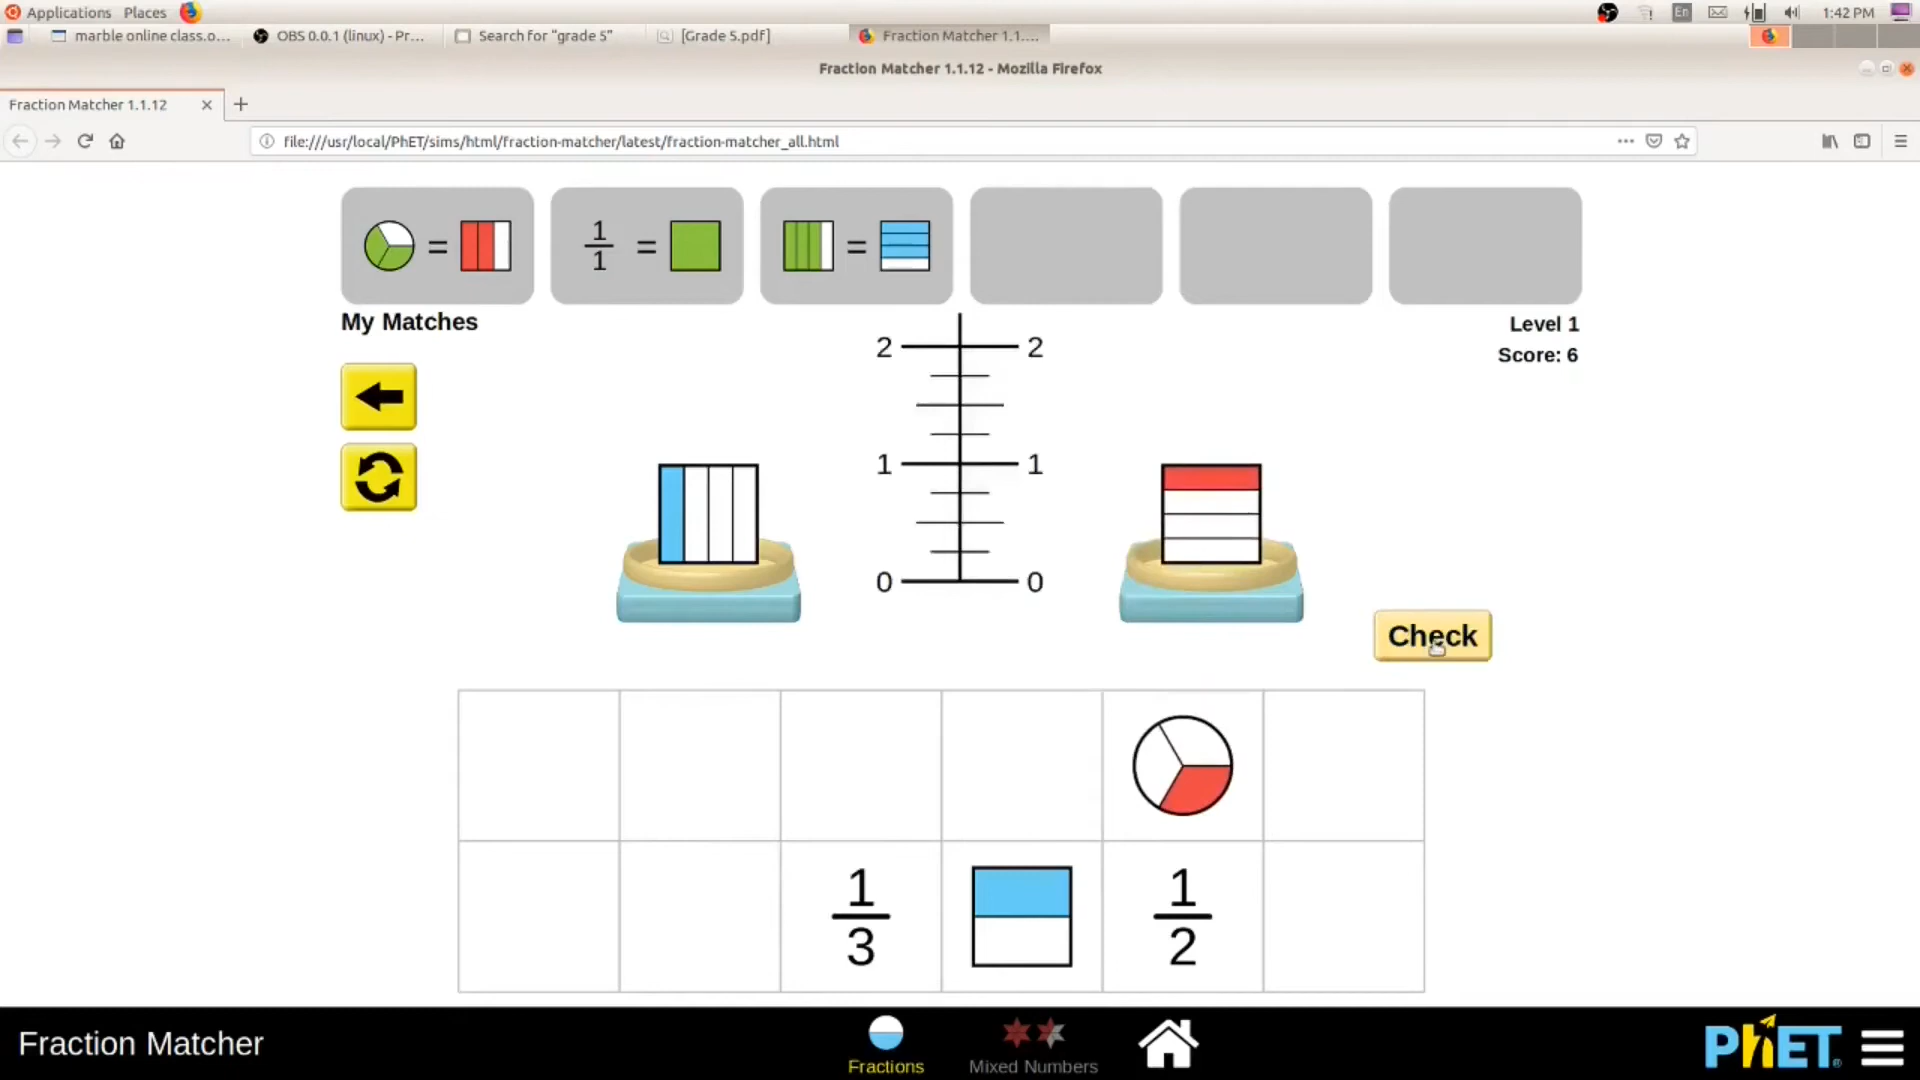 Applications Places En 1:42 PM
marble online class.o... OBS 0.0.1 (linux) - Pr... Search for "grade 5" [Grade 5.pdf] Fraction Matcher 1.1....
Fraction Matcher 1.1.12 - Mozilla Firefox
Fraction Matcher 1.1.12
file:///usr/local/PhET/sims/html/fraction-matcher/latest/fraction-matcher_all.html
=
1/1 =
=
My Matches
Level 1
Score: 6
2 2
1 1
0 0
Check
1/3
1/2
Fraction Matcher
Fractions
Mixed Numbers
PhET